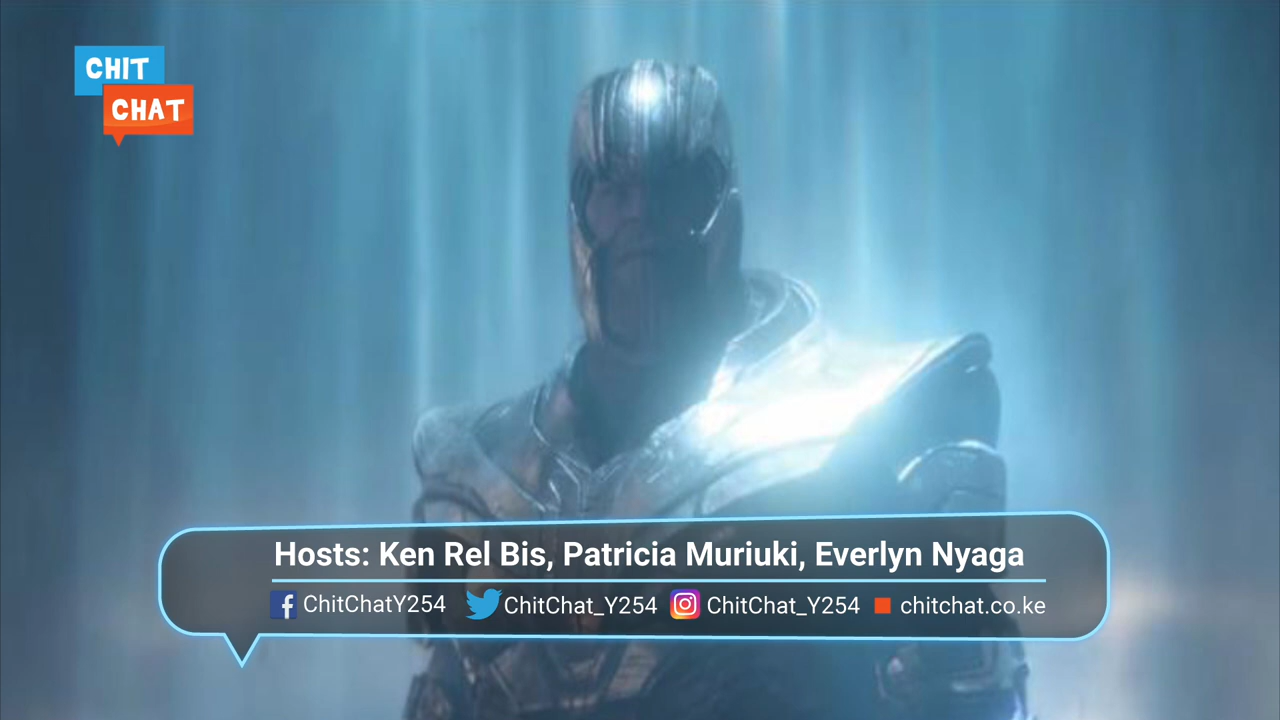 CHIT
CHAT
Hosts: Ken Rel Bis, Patricia Muriuki, Everlyn Nyaga
ChitChatY254 ChitChat_Y254 ChitChat_Y254 chitchat.co.ke